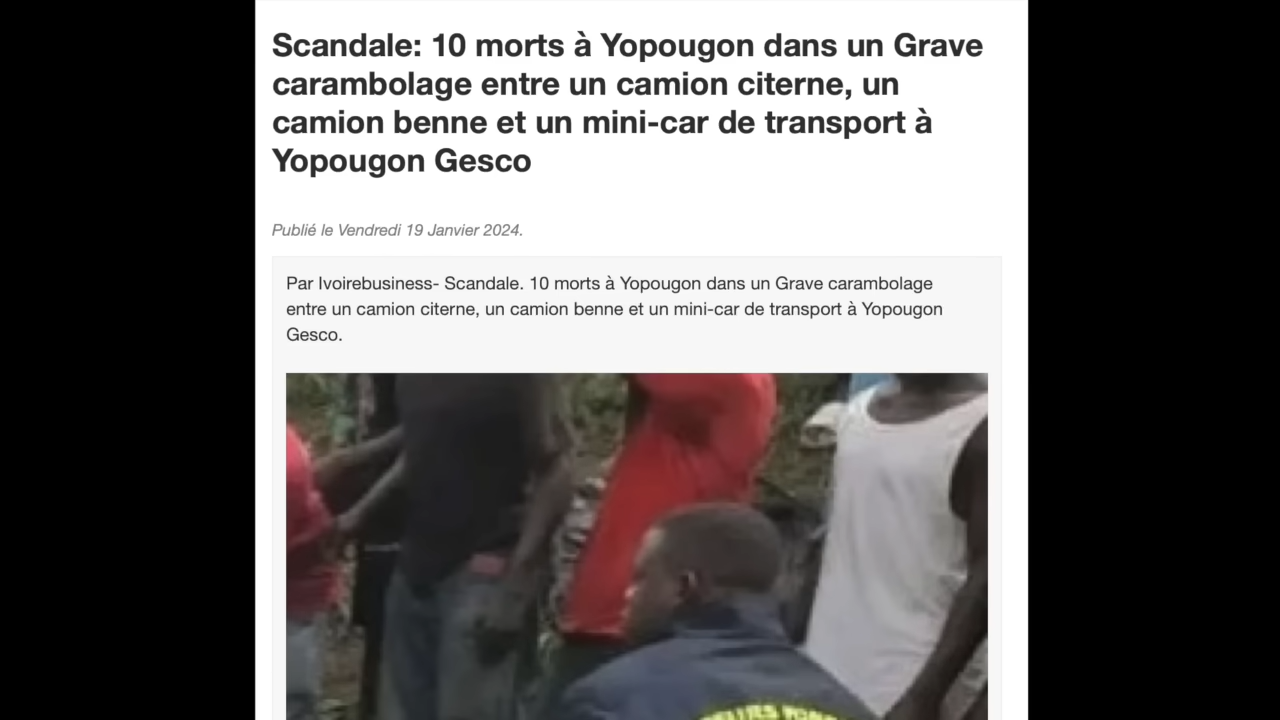 Scandale: 10 morts à Yopougon dans un Grave
carambolage entre un camion citerne, un
camion benne et un mini-car de transport à
Yopougon Gesco
Publié le Vendredi 19 Janvier 2024.
Par Ivoirebusiness- Scandale. 10 morts à Yopougon dans un Grave carambolage
entre un camion citerne, un camion benne et un mini-car de transport à Yopougon
Gesco.